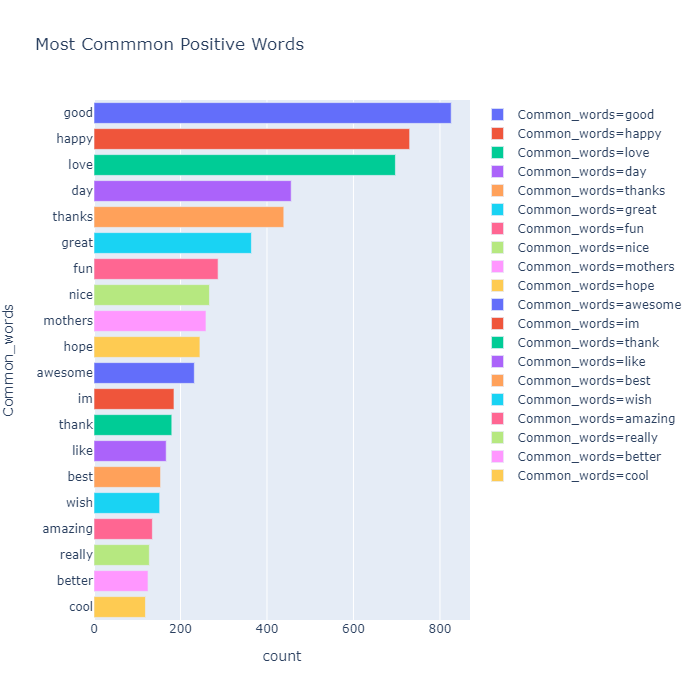 Most Commmon Positive Words
good
happy
love
day
thanks
great
fun
nice
mothers
hope
awesome
im
thank
like
best
wish
amazing
really
better
cool
Common_words
0 200 400 600 800
count
Common_words=good
Common_words=happy
Common_words=love
Common_words=day
Common_words=thanks
Common_words=great
Common_words=fun
Common_words=nice
Common_words=mothers
Common_words=hope
Common_words=awesome
Common_words=im
Common_words=thank
Common_words=like
Common_words=best
Common_words=wish
Common_words=amazing
Common_words=really
Common_words=better
Common_words=cool